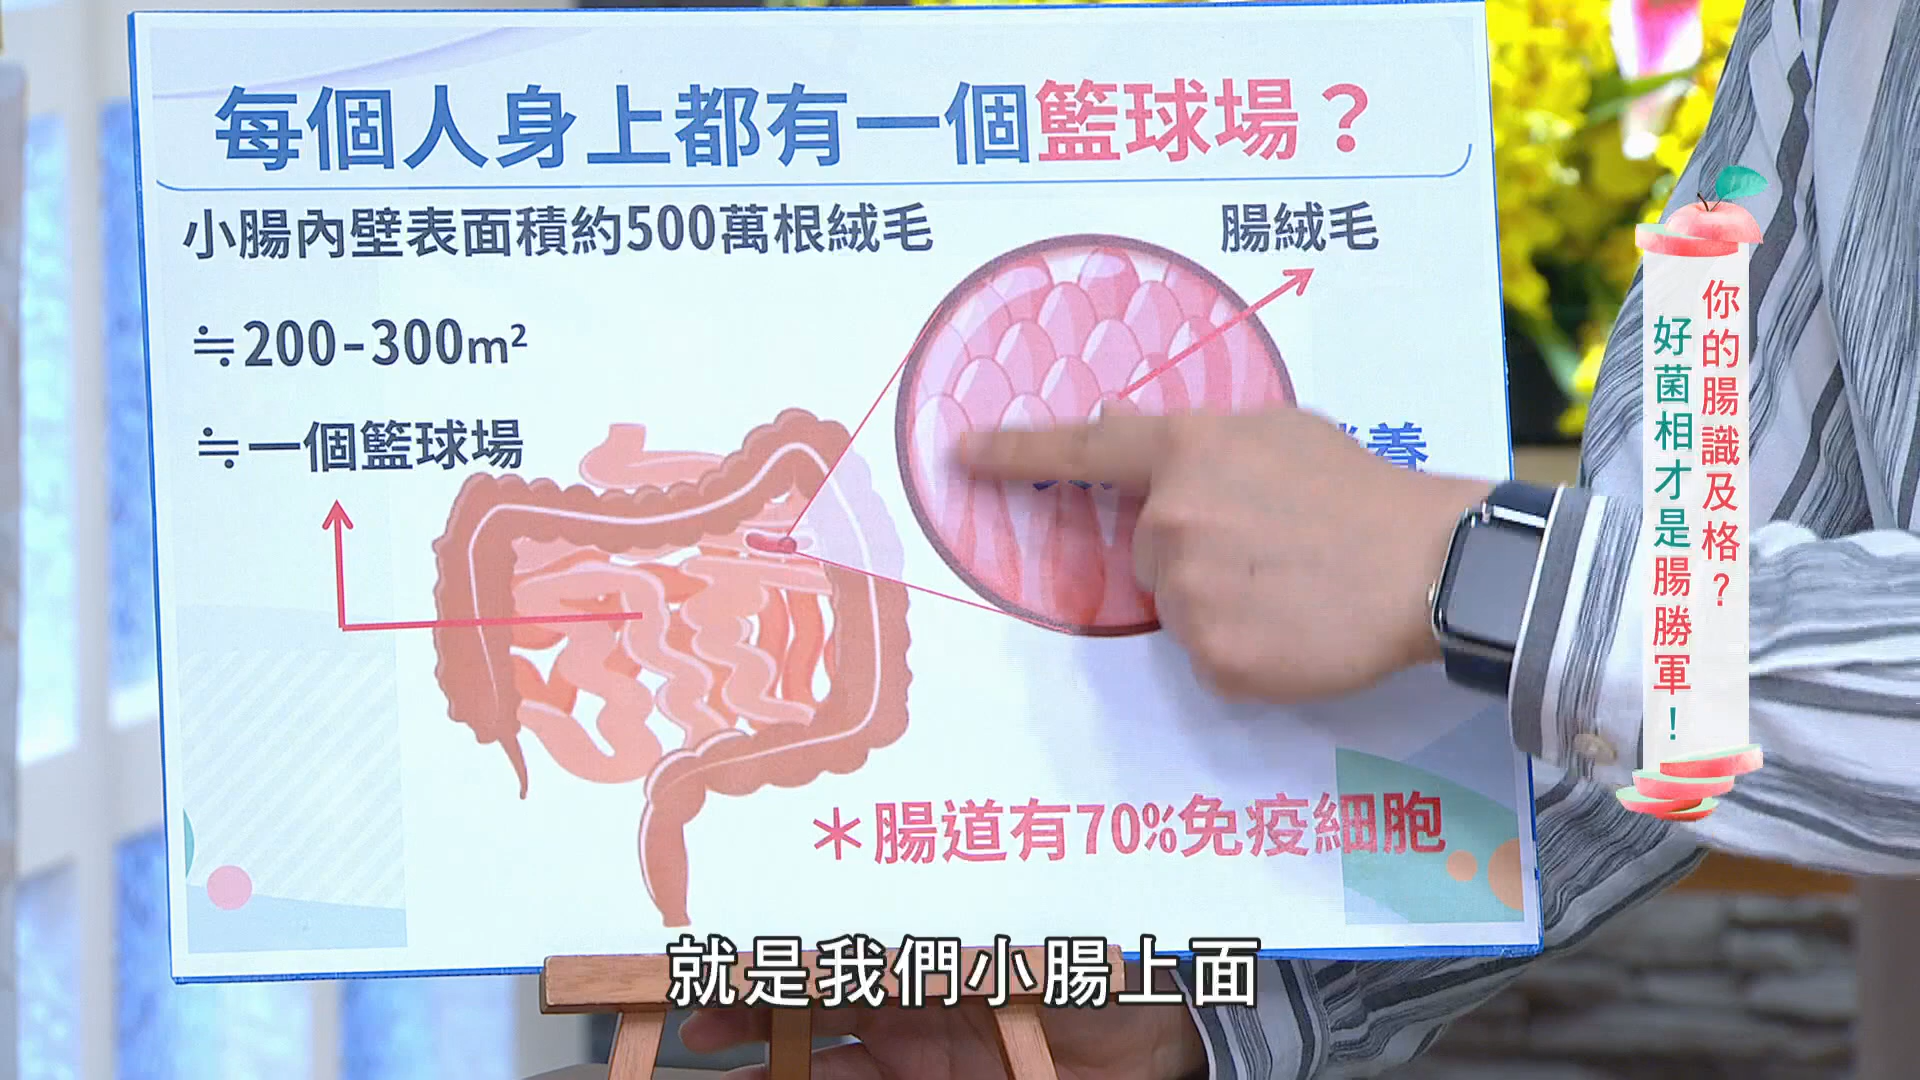 每個人身上都有一個籃球場？
小腸內壁表面積約500萬根絨毛
腸絨毛
≒200-300m²
≒一個籃球場
養
＊腸道有70%免疫細胞
你的腸識及格？
好菌相才是腸勝軍！
就是我們小腸上面